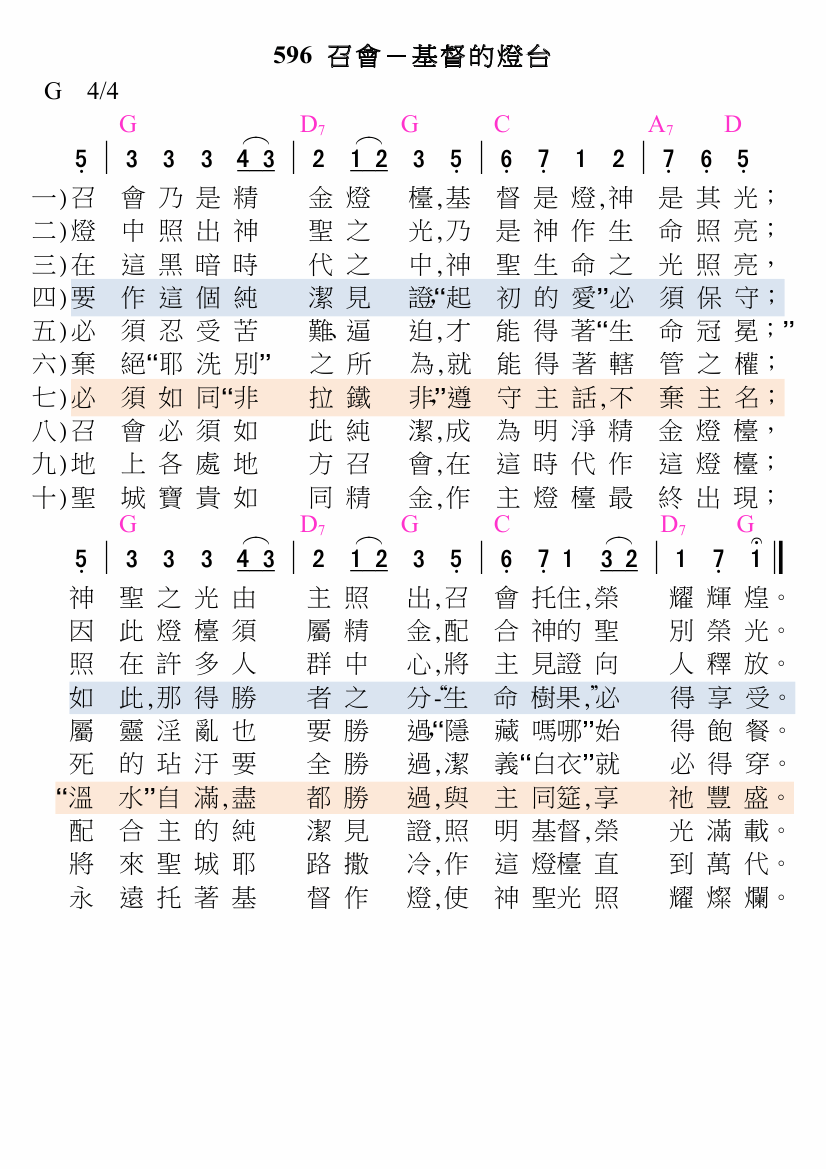 596 召會－基督的燈台
G 4/4
G D7 G C A7 D
5̣ | 3 3 3 4 3 | 2 1 2 3 5̣ | 6̣ 7̣ 1 2 | 7̣ 6̣ 5̣
一)召會乃是精金燈檯,基督是燈,神是其光；
二)燈中照出神聖之光,乃是神作生命照亮；
三)在這黑暗時代之中,神聖生命之光照亮，
四)要作這個純潔見證,“起初的愛”必須保守；
五)必須忍受苦難、逼迫,才能得著“生命冠冕；”
六)棄絕“耶洗別”之所為,就能得著轄管之權；
七)必須如同“非拉鐵非,”遵守主話,不棄主名；
八)召會必須如此純潔,成為明淨精金燈檯，
九)地上各處地方召會,在這時代作這燈檯；
十)聖城寶貴如同精金,作主燈檯最終出現；
G D7 G C D7 G
5̣ | 3 3 3 4 3 | 2 1 2 3 5̣ | 6̣ 7̣ 1 3 2 | 1 7̣ 1 ‖
神聖之光由主照出,召會托住,榮耀輝煌。
因此燈檯須屬精金,配合神的聖別榮光。
照在許多人群中心,將主見證向人釋放。
如此,那得勝者之分-“生命樹果,”必得享受。
屬靈淫亂也要勝過,“隱藏嗎哪”始得飽餐。
死的玷汙要全勝過,潔義“白衣”就必得穿。
“溫水”自滿,盡都勝過,與主同筵,享祂豐盛。
配合主的純潔見證,照明基督,榮光滿載。
將來聖城耶路撒冷,作這燈檯直到萬代。
永遠托著基督作燈,使神聖光照耀燦爛。